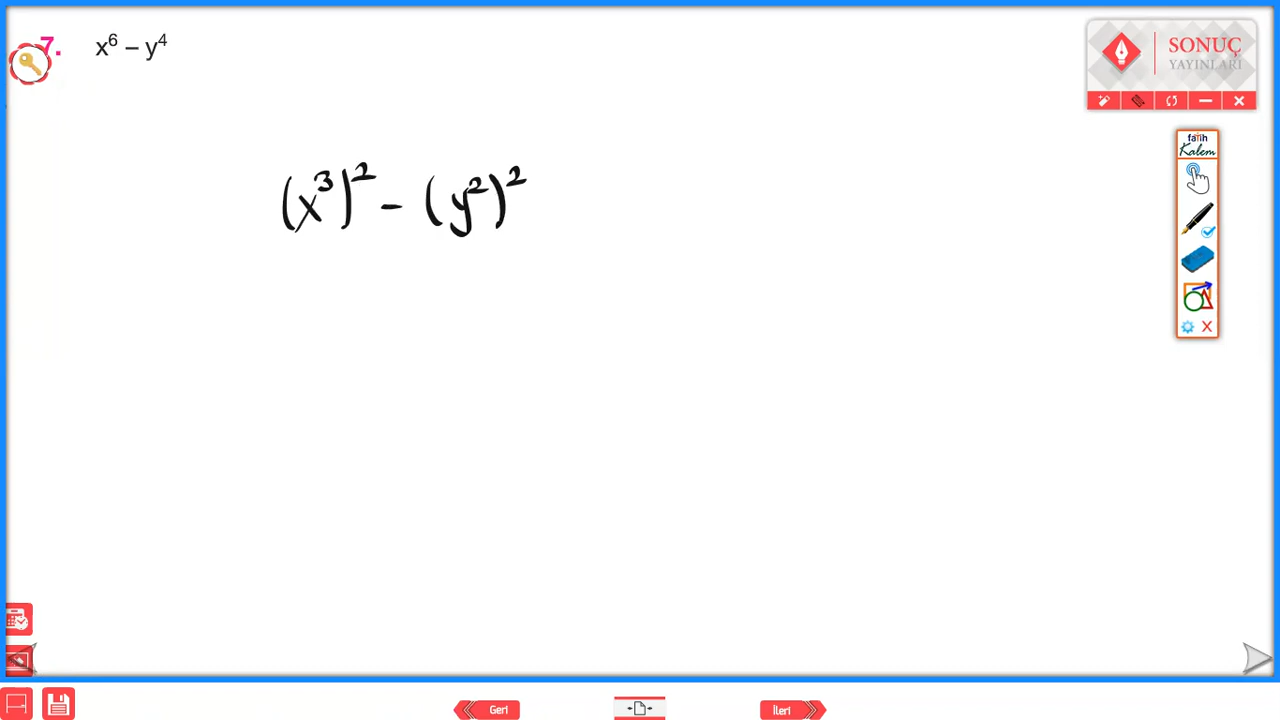 7. x⁶ – y⁴
SONUÇ
YAYINLARI
fatih
Kalem
(x³)² - (y²)²
Geri
İleri